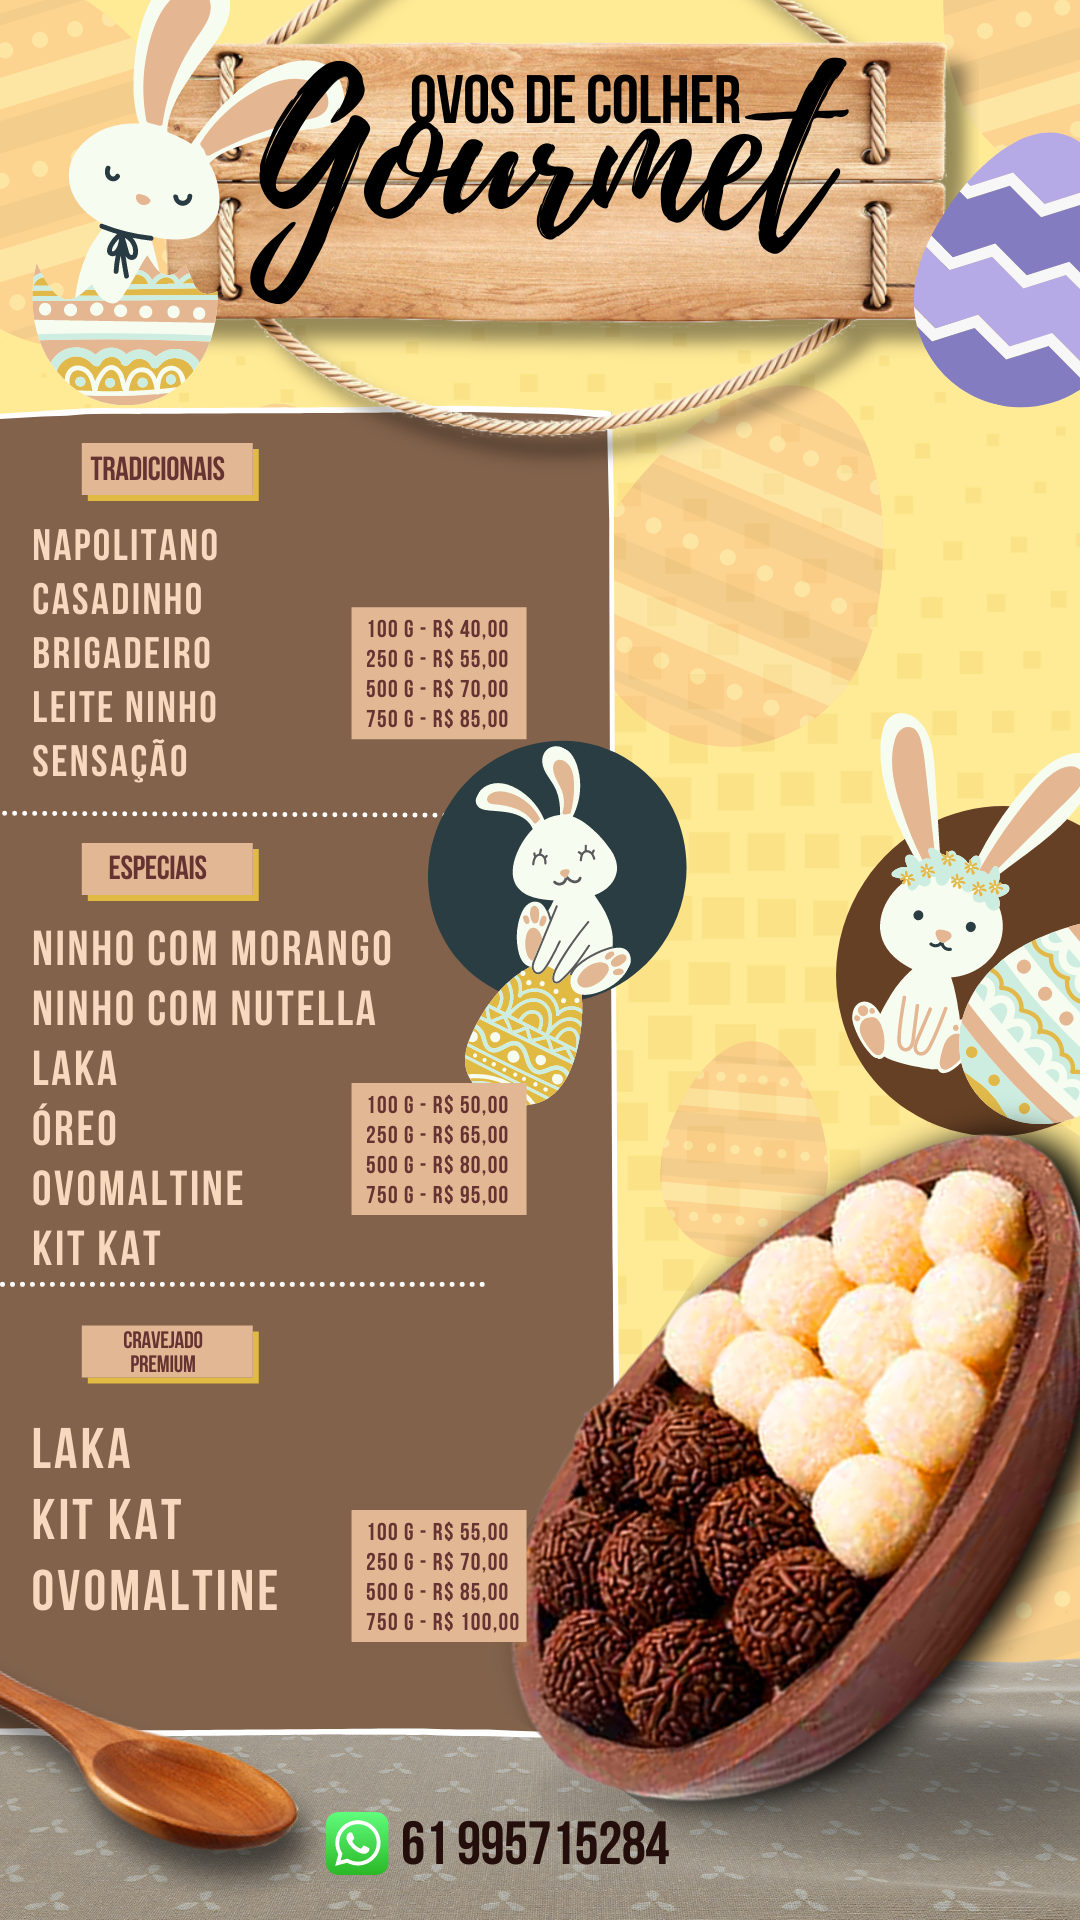 OVOS DE COLHER
Gourmet
TRADICIONAIS
NAPOLITANO
CASADINHO
BRIGADEIRO
LEITE NINHO
SENSAÇÃO
100 G - R$ 40,00
250 G - R$ 55,00
500 G - R$ 70,00
750 G - R$ 85,00
ESPECIAIS
NINHO COM MORANGO
NINHO COM NUTELLA
LAKA
ÓREO
OVOMALTINE
KIT KAT
100 G - R$ 50,00
250 G - R$ 65,00
500 G - R$ 80,00
750 G - R$ 95,00
CRAVEJADO
PREMIUM
LAKA
KIT KAT
OVOMALTINE
100 G - R$ 55,00
250 G - R$ 70,00
500 G - R$ 85,00
750 G - R$ 100,00
61 995715284